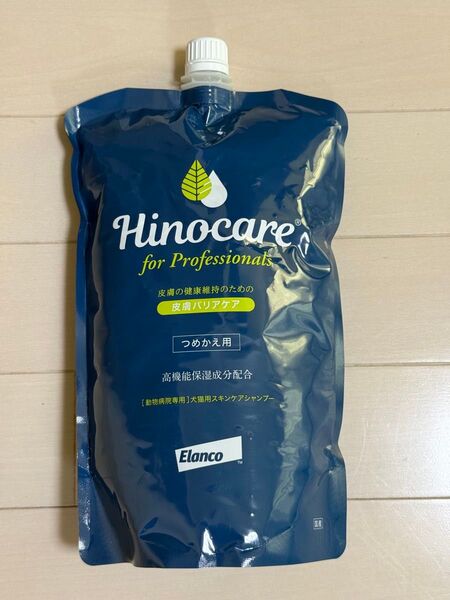 Hinocare®
for Professionals
皮膚の健康維持のための
皮膚バリアケア
つめかえ用
高機能保湿成分配合
[動物病院専用]犬猫用スキンケアシャンプー
Elanco™